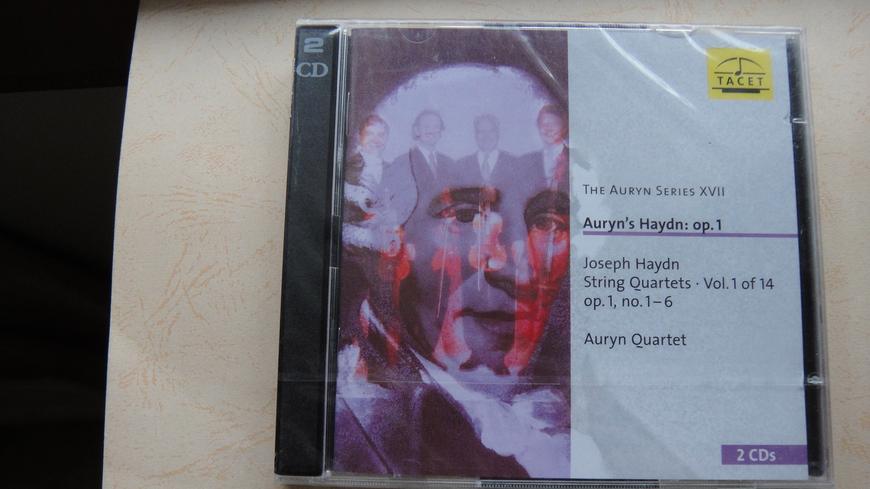 2
CD
TACET
THE AURYN SERIES XVII
Auryn's Haydn: op.1
Joseph Haydn
String Quartets · Vol.1 of 14
op.1, no.1–6
Auryn Quartet
2 CDs